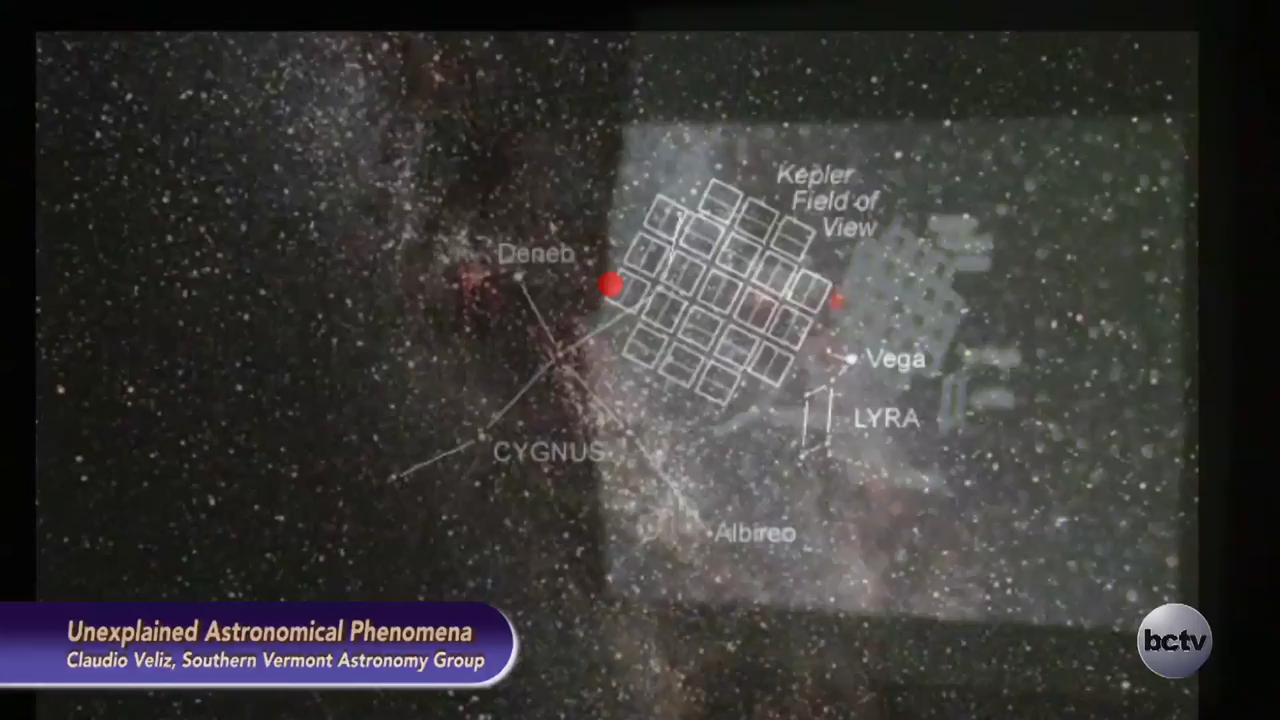 Kepler
Field of
View
Deneb
Vega
LYRA
CYGNUS
Albireo
Unexplained Astronomical Phenomena
Claudio Veliz, Southern Vermont Astronomy Group
bctv